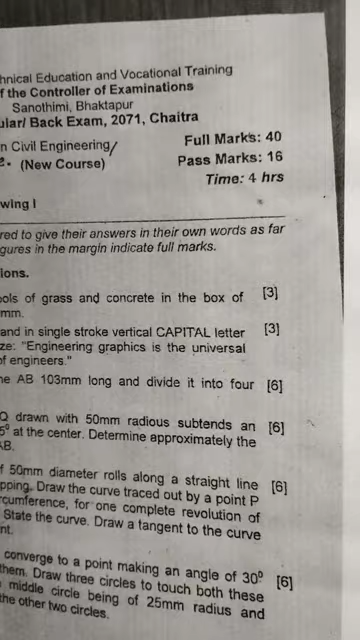 hnical Education and Vocational Training
f the Controller of Examinations
Sanothimi, Bhaktapur
ular/ Back Exam, 2071, Chaitra
n Civil Engineering/ Full Marks: 40
(New Course) Pass Marks: 16
Time: 4 hrs
wing I
red to give their answers in their own words as far
gures in the margin indicate full marks.
ions.
ols of grass and concrete in the box of [3]
mm.
and in single stroke vertical CAPITAL letter [3]
ze: "Engineering graphics is the universal
of engineers."
ne AB 103mm long and divide it into four [6]
Q drawn with 50mm radious subtends an [6]
5⁰ at the center. Determine approximately the
AB.
f 50mm diameter rolls along a straight line [6]
pping. Draw the curve traced out by a point P
rcumference, for one complete revolution of
State the curve. Draw a tangent to the curve
nt.
converge to a point making an angle of 30⁰ [6]
them. Draw three circles to touch both these
middle circle being of 25mm radius and
the other two circles.